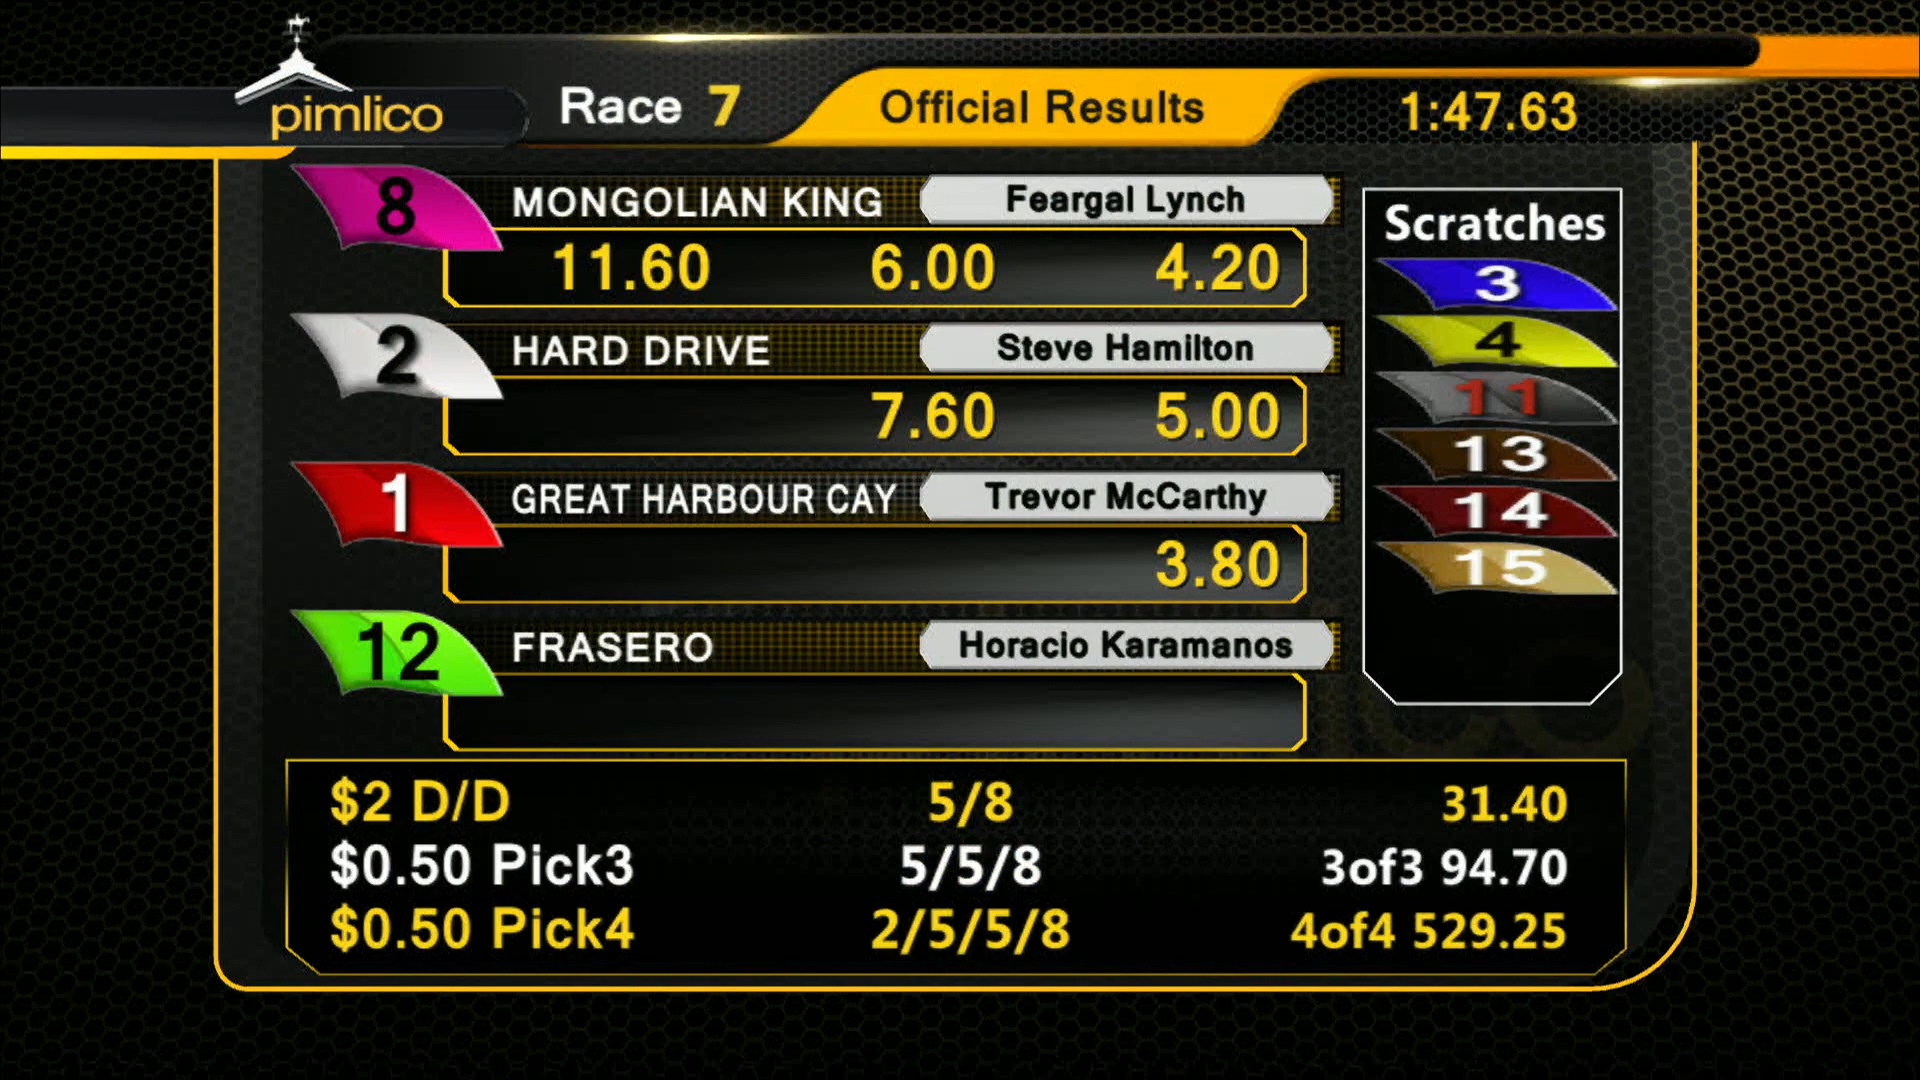 pimlico
Race 7
Official Results
1:47.63
8 MONGOLIAN KING Feargal Lynch
11.60 6.00 4.20
2 HARD DRIVE Steve Hamilton
7.60 5.00
1 GREAT HARBOUR CAY Trevor McCarthy
3.80
12 FRASERO Horacio Karamanos
Scratches
3
4
11
13
14
15
$2 D/D 5/8 31.40
$0.50 Pick3 5/5/8 3of3 94.70
$0.50 Pick4 2/5/5/8 4of4 529.25